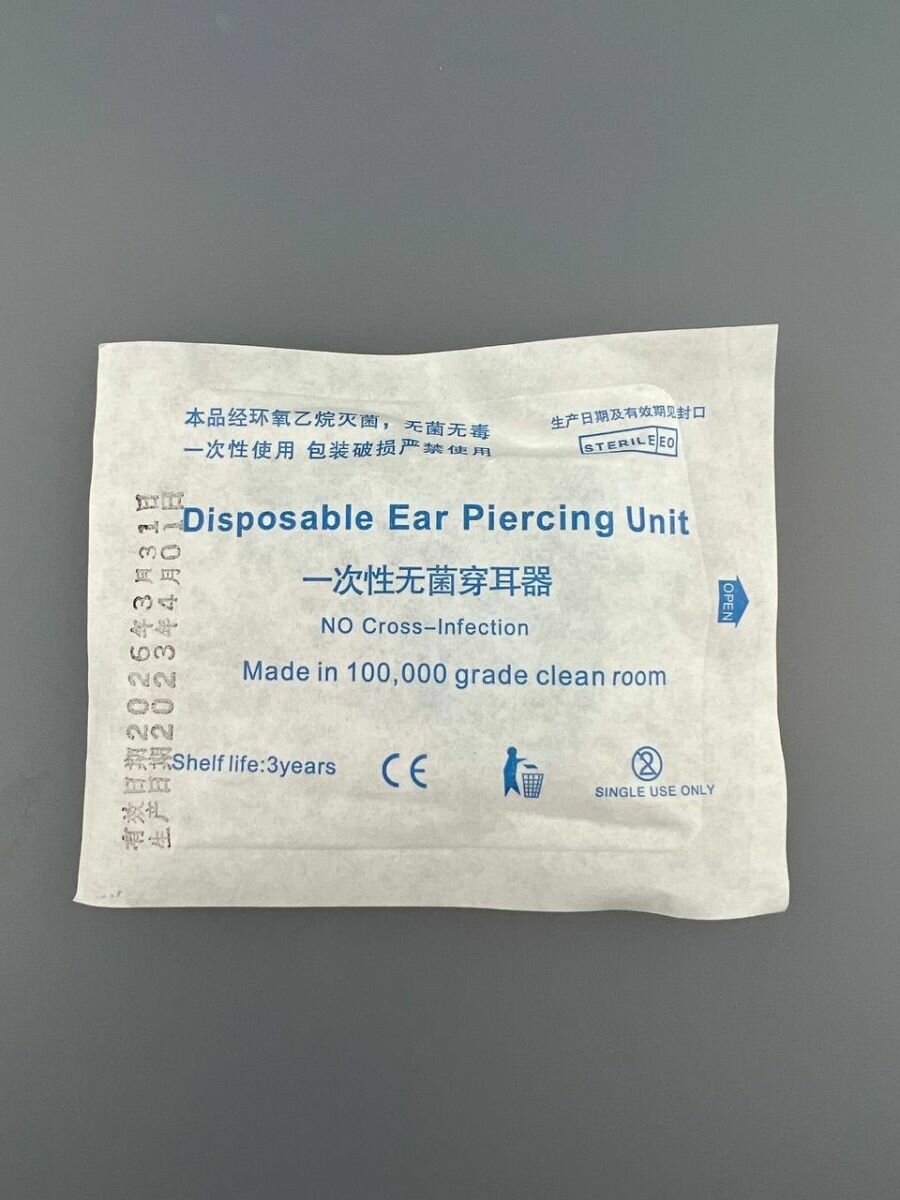 本品经环氧乙烷灭菌，无菌无毒
一次性使用 包装破损严禁使用
生产日期及有效期见封口
STERILE EO
Disposable Ear Piercing Unit
一次性无菌穿耳器
NO Cross-Infection
Made in 100,000 grade clean room
OPEN
Shelf life:3years
CE
SINGLE USE ONLY
2
有效日期2026年3月31日
生产日期2023年4月01日